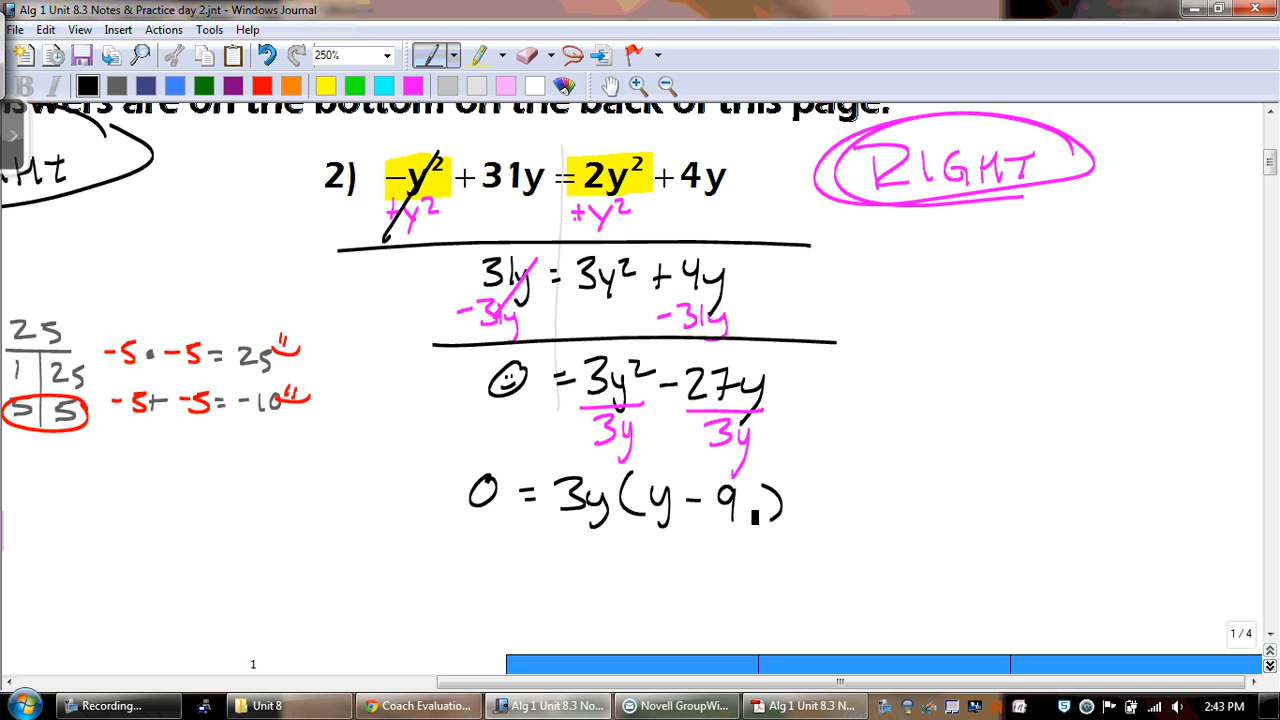 Alg 1 Unit 8.3 Notes & Practice day 2.jnt - Windows Journal
File Edit View Insert Actions Tools Help
250%
B I
answers are on the bottom on the back of this page.
2) -y² + 31y = 2y² + 4y
RIGHT
+y² +y²
31y = 3y² + 4y
-31y -31y
0 = 3y² - 27y
3y 3y
0 = 3y(y - 9)
25
1 25
5 5
-5 · -5 = 25
-5 + -5 = -10
1 / 4
1
Recording...
Unit 8
Coach Evaluatio...
Alg 1 Unit 8.3 No...
Novell GroupWi...
Alg 1 Unit 8.3 No...
2:43 PM